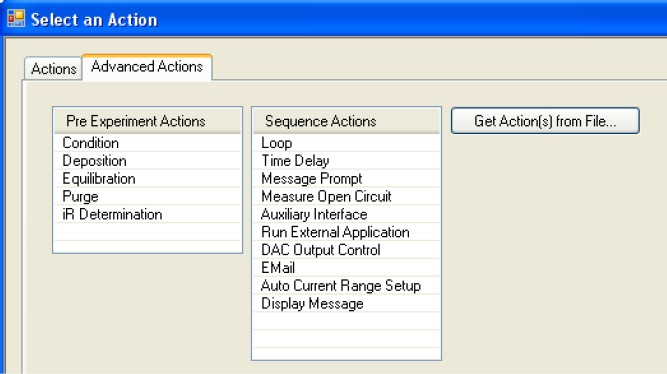 Select an Action
Actions
Advanced Actions
Pre Experiment Actions
Condition
Deposition
Equilibration
Purge
iR Determination
Sequence Actions
Loop
Time Delay
Message Prompt
Measure Open Circuit
Auxiliary Interface
Run External Application
DAC Output Control
EMail
Auto Current Range Setup
Display Message
Get Action(s) from File...